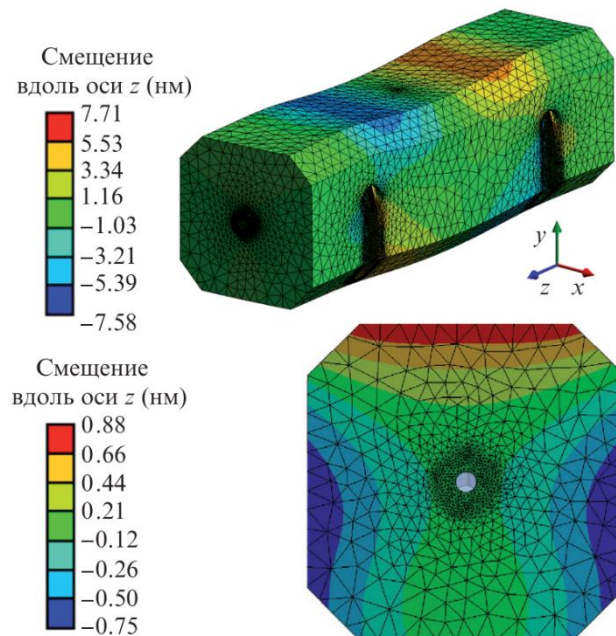 Смещение
вдоль оси z (нм)
7.71
5.53
3.34
1.16
−1.03
−3.21
−5.39
−7.58
y
z
x
Смещение
вдоль оси z (нм)
0.88
0.66
0.44
0.21
−0.12
−0.26
−0.50
−0.75